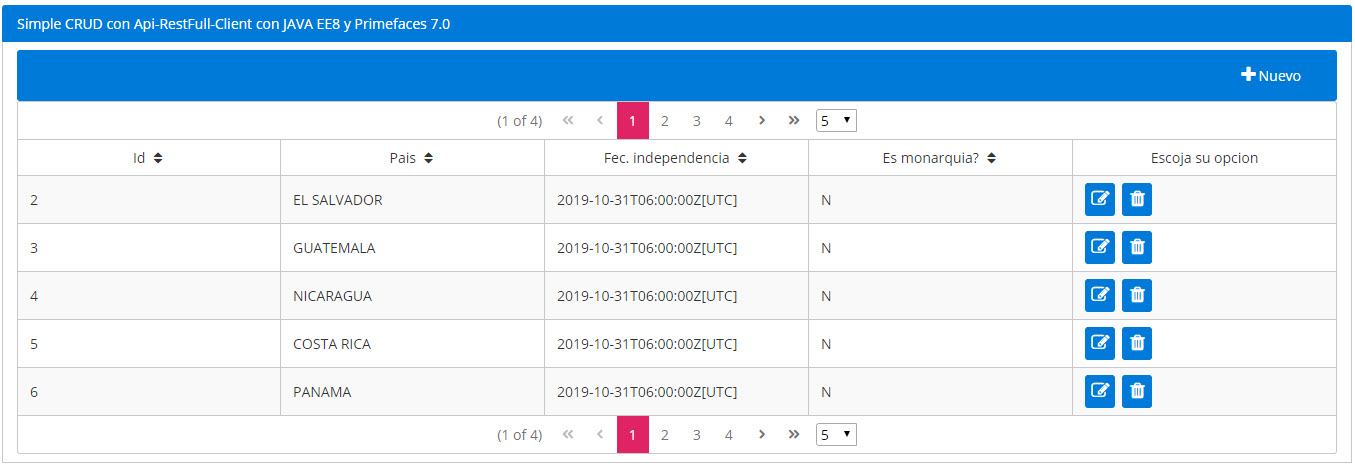 Simple CRUD con Api-RestFull-Client con JAVA EE8 y Primefaces 7.0
Nuevo
(1 of 4) 1 2 3 4 5
Id Pais Fec. independencia Es monarquia? Escoja su opcion
2 EL SALVADOR 2019-10-31T06:00:00Z[UTC] N
3 GUATEMALA 2019-10-31T06:00:00Z[UTC] N
4 NICARAGUA 2019-10-31T06:00:00Z[UTC] N
5 COSTA RICA 2019-10-31T06:00:00Z[UTC] N
6 PANAMA 2019-10-31T06:00:00Z[UTC] N
(1 of 4) 1 2 3 4 5